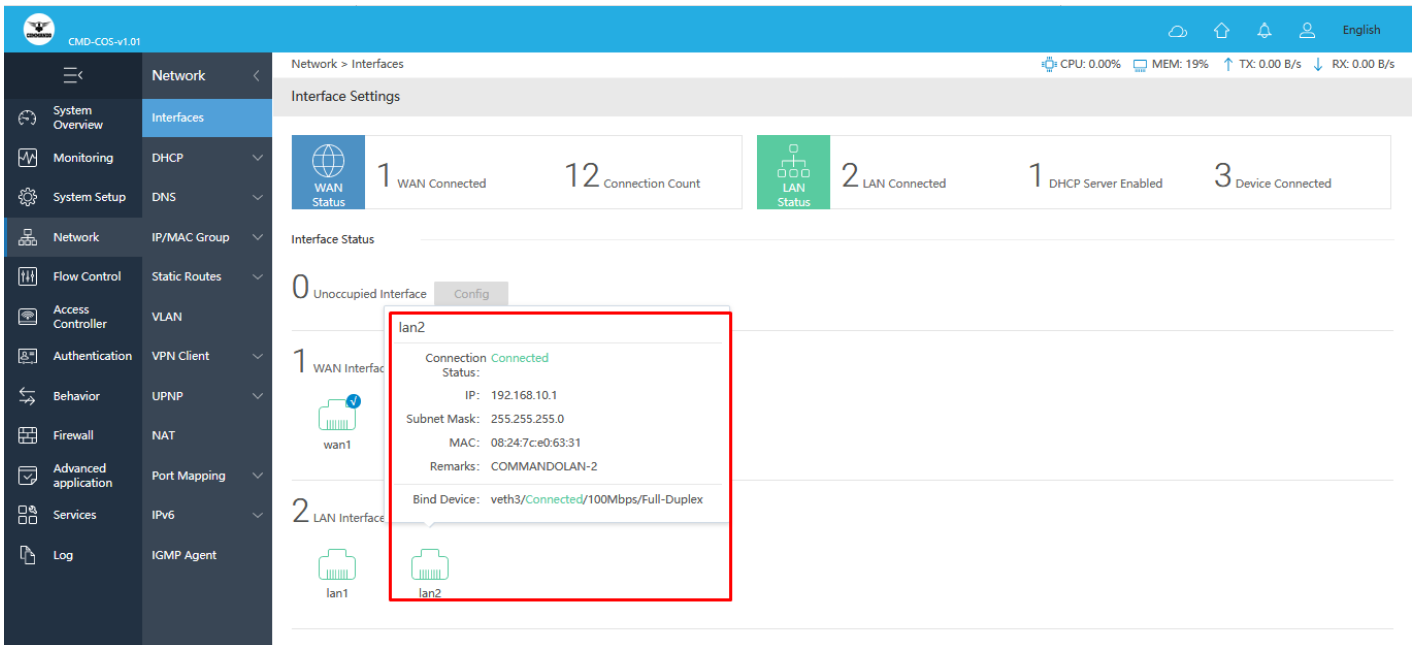 COMMANDO
CMD-COS-v1.01
English
Network
Network > Interfaces
CPU: 0.00% MEM: 19% TX: 0.00 B/s RX: 0.00 B/s
Interface Settings
System
Overview
Monitoring
System Setup
Network
Flow Control
Access
Controller
Authentication
Behavior
Firewall
Advanced
application
Services
Log
Interfaces
DHCP
DNS
IP/MAC Group
Static Routes
VLAN
VPN Client
UPNP
NAT
Port Mapping
IPv6
IGMP Agent
WAN
Status
1 WAN Connected
12 Connection Count
LAN
Status
2 LAN Connected
1 DHCP Server Enabled
3 Device Connected
Interface Status
0 Unoccupied Interface Config
1 WAN Interfac
wan1
lan2
Connection Connected
Status:
IP: 192.168.10.1
Subnet Mask: 255.255.255.0
MAC: 08:24:7c:e0:63:31
Remarks: COMMANDOLAN-2
Bind Device: veth3/Connected/100Mbps/Full-Duplex
2 LAN Interface
lan1
lan2